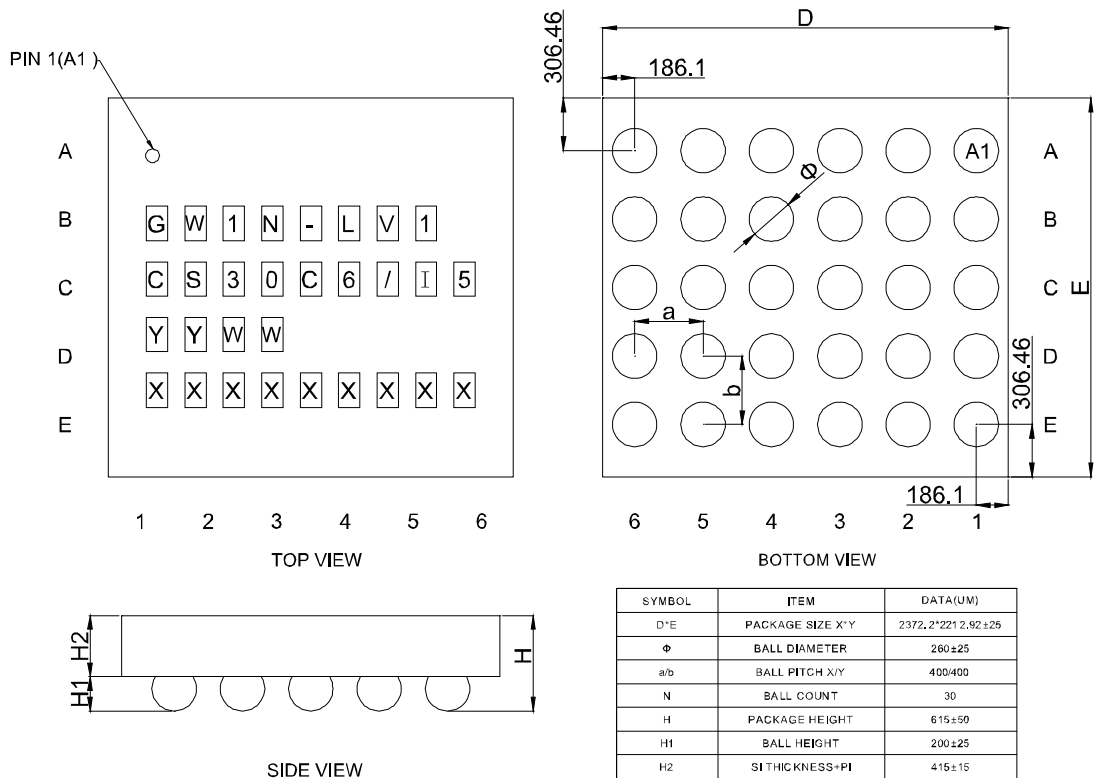 D
306.46
186.1
PIN 1(A1 )
A
B
C
D
E
G W 1 N - L V 1
C S 3 0 C 6 / I 5
Y Y W W
X X X X X X X X X
1 2 3 4 5 6
TOP VIEW
A1
Φ
a
b
A
B
C
D
E
E
306.46
186.1
6 5 4 3 2 1
BOTTOM VIEW
H2
H1
H
SIDE VIEW
SYMBOL ITEM DATA(UM)
D*E PACKAGE SIZE X*Y 2372.2*2212.92±25
Φ BALL DIAMETER 260±25
a/b BALL PITCH X/Y 400/400
N BALL COUNT 30
H PACKAGE HEIGHT 615±50
H1 BALL HEIGHT 200±25
H2 SI THICKNESS+PI 415±15